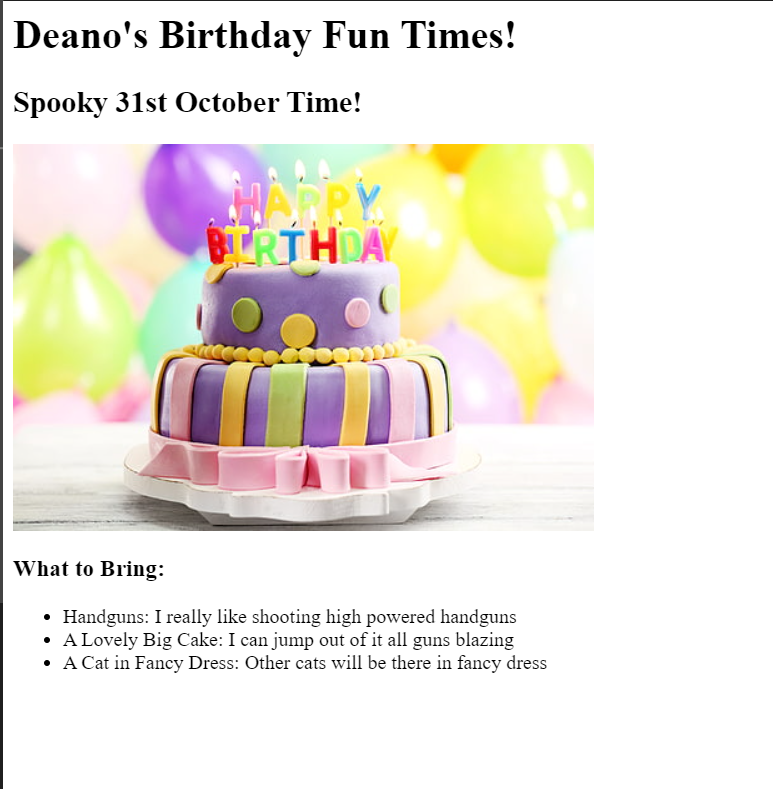 Deano's Birthday Fun Times!
Spooky 31st October Time!
HAPPY
BIRTHDAY
What to Bring:
Handguns: I really like shooting high powered handguns
A Lovely Big Cake: I can jump out of it all guns blazing
A Cat in Fancy Dress: Other cats will be there in fancy dress